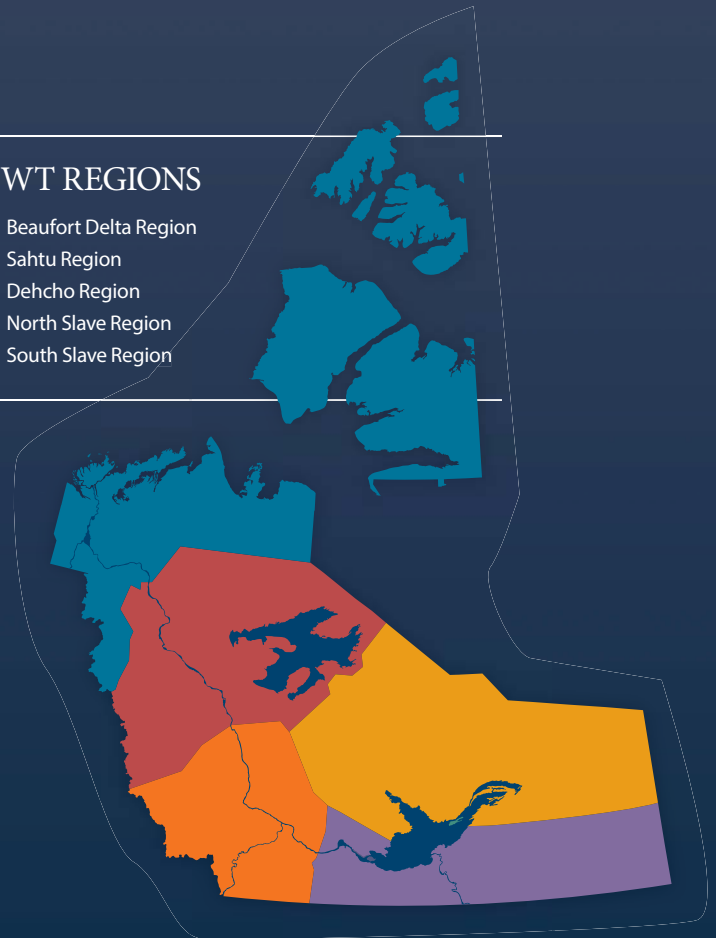 WT REGIONS
Beaufort Delta Region
Sahtu Region
Dehcho Region
North Slave Region
South Slave Region